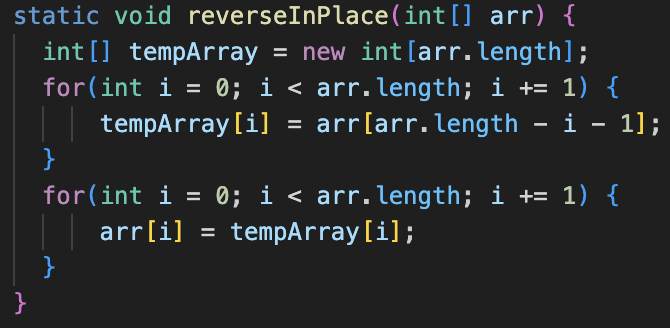 static void reverseInPlace(int[] arr) {
  int[] tempArray = new int[arr.length];
  for(int i = 0; i < arr.length; i += 1) {
      tempArray[i] = arr[arr.length - i - 1];
  }
  for(int i = 0; i < arr.length; i += 1) {
      arr[i] = tempArray[i];
  }
}